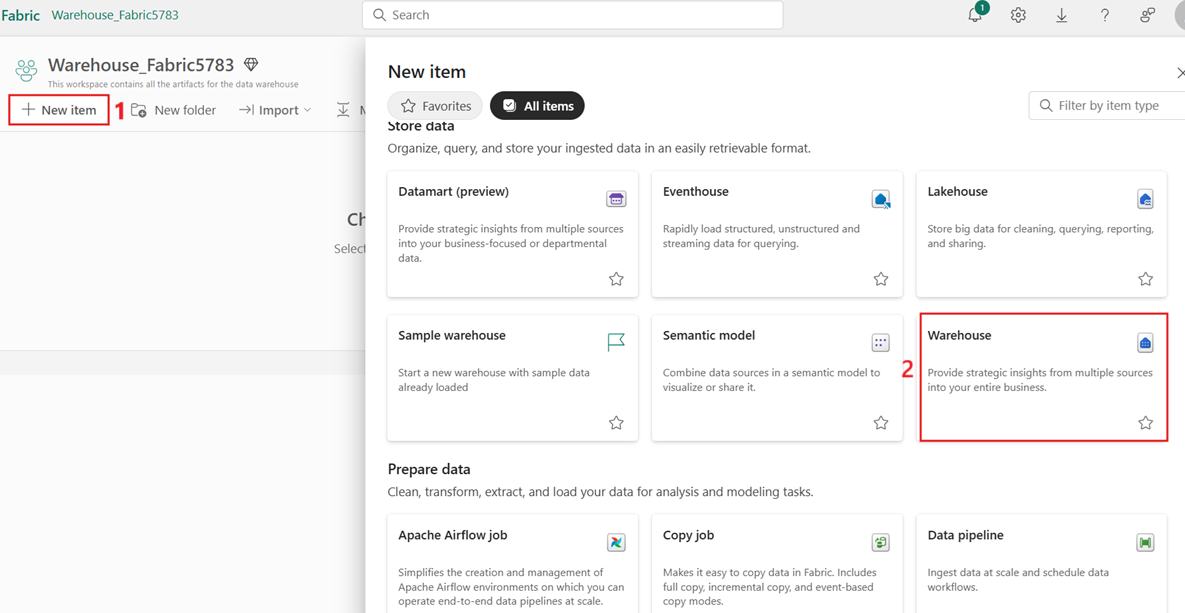 Fabric Warehouse_Fabric5783
Search
1
Warehouse_Fabric5783
This workspace contains all the artifacts for the data warehouse
New item
1
New folder
Import
New item
Favorites
All items
Filter by item type
Store data
Organize, query, and store your ingested data in an easily retrievable format.
Datamart (preview)
Provide strategic insights from multiple sources
into your business-focused or departmental
data.
Eventhouse
Rapidly load structured, unstructured and
streaming data for querying.
Lakehouse
Store big data for cleaning, querying, reporting,
and sharing.
Ch
Select
Sample warehouse
Start a new warehouse with sample data
already loaded
Semantic model
Combine data sources in a semantic model to
visualize or share it.
2
Warehouse
Provide strategic insights from multiple sources
into your entire business.
Prepare data
Clean, transform, extract, and load your data for analysis and modeling tasks.
Apache Airflow job
Simplifies the creation and management of
Apache Airflow environments on which you can
operate end-to-end data pipelines at scale.
Copy job
Makes it easy to copy data in Fabric. Includes
full copy, incremental copy, and event-based
copy modes.
Data pipeline
Ingest data at scale and schedule data
workflows.